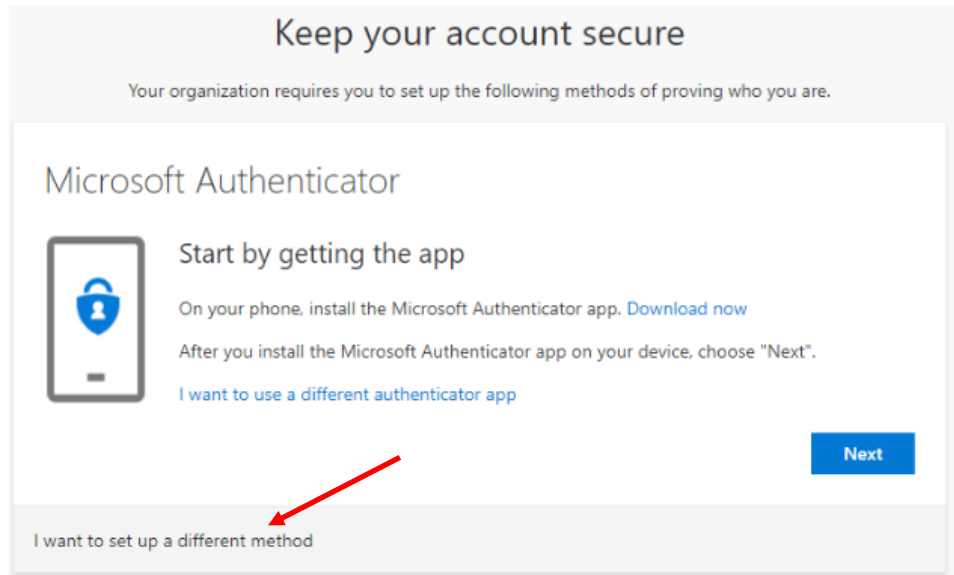 Keep your account secure
Your organization requires you to set up the following methods of proving who you are.
Microsoft Authenticator
Start by getting the app
On your phone, install the Microsoft Authenticator app. Download now
After you install the Microsoft Authenticator app on your device, choose "Next".
I want to use a different authenticator app
Next
I want to set up a different method